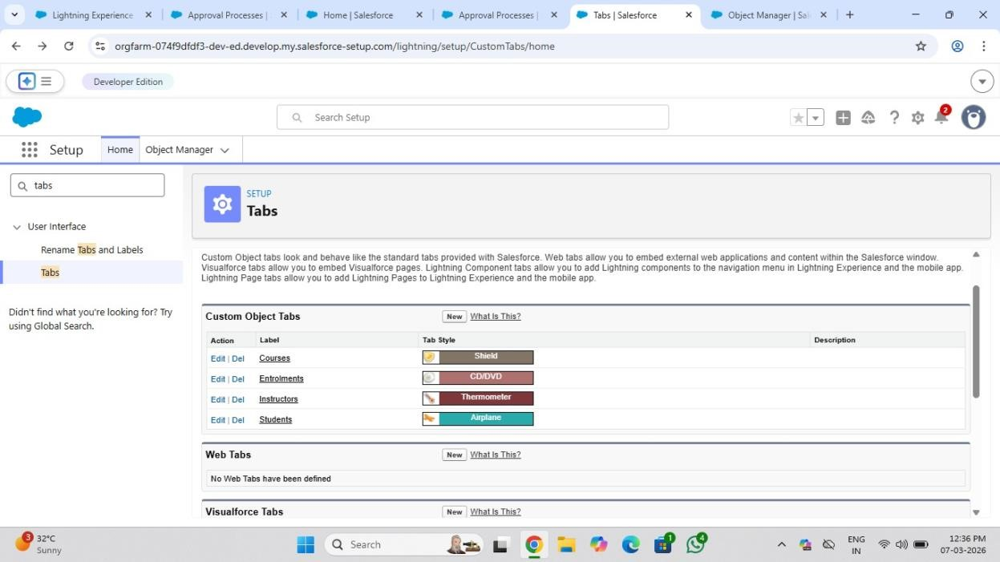 Lightning Experience
Approval Processes |
Home | Salesforce
Approval Processes |
Tabs | Salesforce
Object Manager | Sal
orgfarm-074f9dfdf3-dev-ed.develop.my.salesforce-setup.com/lightning/setup/CustomTabs/home
Developer Edition
Search Setup
2
Setup
Home
Object Manager
tabs
User Interface
Rename Tabs and Labels
Tabs
Didn't find what you're looking for? Try
using Global Search.
SETUP
Tabs
Custom Object tabs look and behave like the standard tabs provided with Salesforce. Web tabs allow you to embed external web applications and content within the Salesforce window.
Visualforce tabs allow you to embed Visualforce pages. Lightning Component tabs allow you to add Lightning components to the navigation menu in Lightning Experience and the mobile app.
Lightning Page tabs allow you to add Lightning Pages to Lightning Experience and the mobile app.
Custom Object Tabs New What Is This?
Action Label Tab Style Description
Edit | Del Courses Shield
Edit | Del Entrolments CD/DVD
Edit | Del Instructors Thermometer
Edit | Del Students Airplane
Web Tabs New What Is This?
No Web Tabs have been defined
Visualforce Tabs New What Is This?
3
32°C
Sunny
Search
1
4
ENG
IN
12:36 PM
07-03-2026